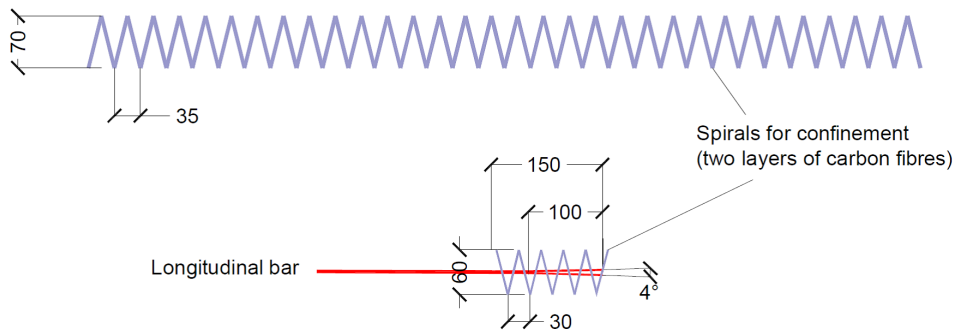 70
35
Spirals for confinement
(two layers of carbon fibres)
150
100
Longitudinal bar
60
4°
30